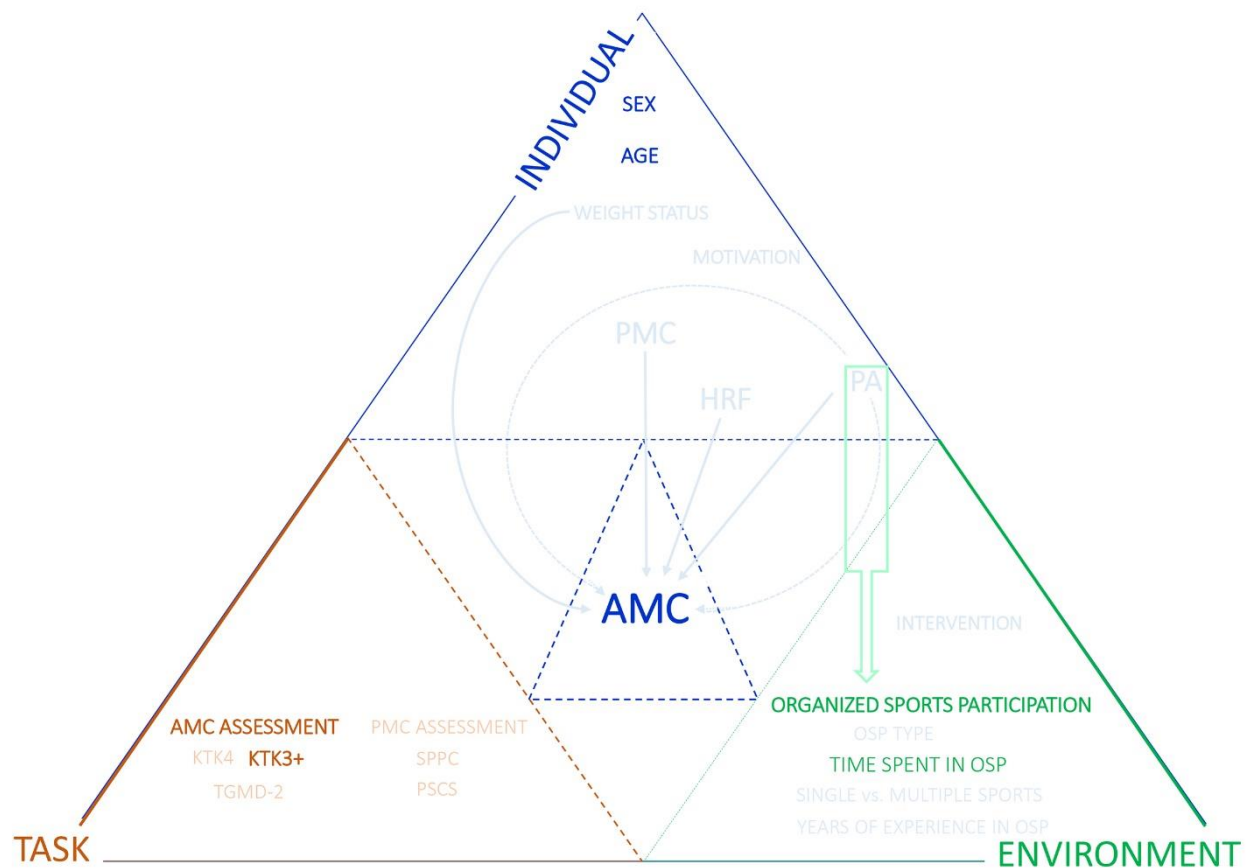 INDIVIDUAL
SEX
AGE
WEIGHT STATUS
MOTIVATION
PMC
PA
HRF
AMC
INTERVENTION
ORGANIZED SPORTS PARTICIPATION
AMC ASSESSMENT PMC ASSESSMENT
OSP TYPE
KTK4 KTK3+ SPPC
TIME SPENT IN OSP
TGMD-2 PSCS
SINGLE vs. MULTIPLE SPORTS
YEARS OF EXPERIENCE IN OSP
TASK
ENVIRONMENT